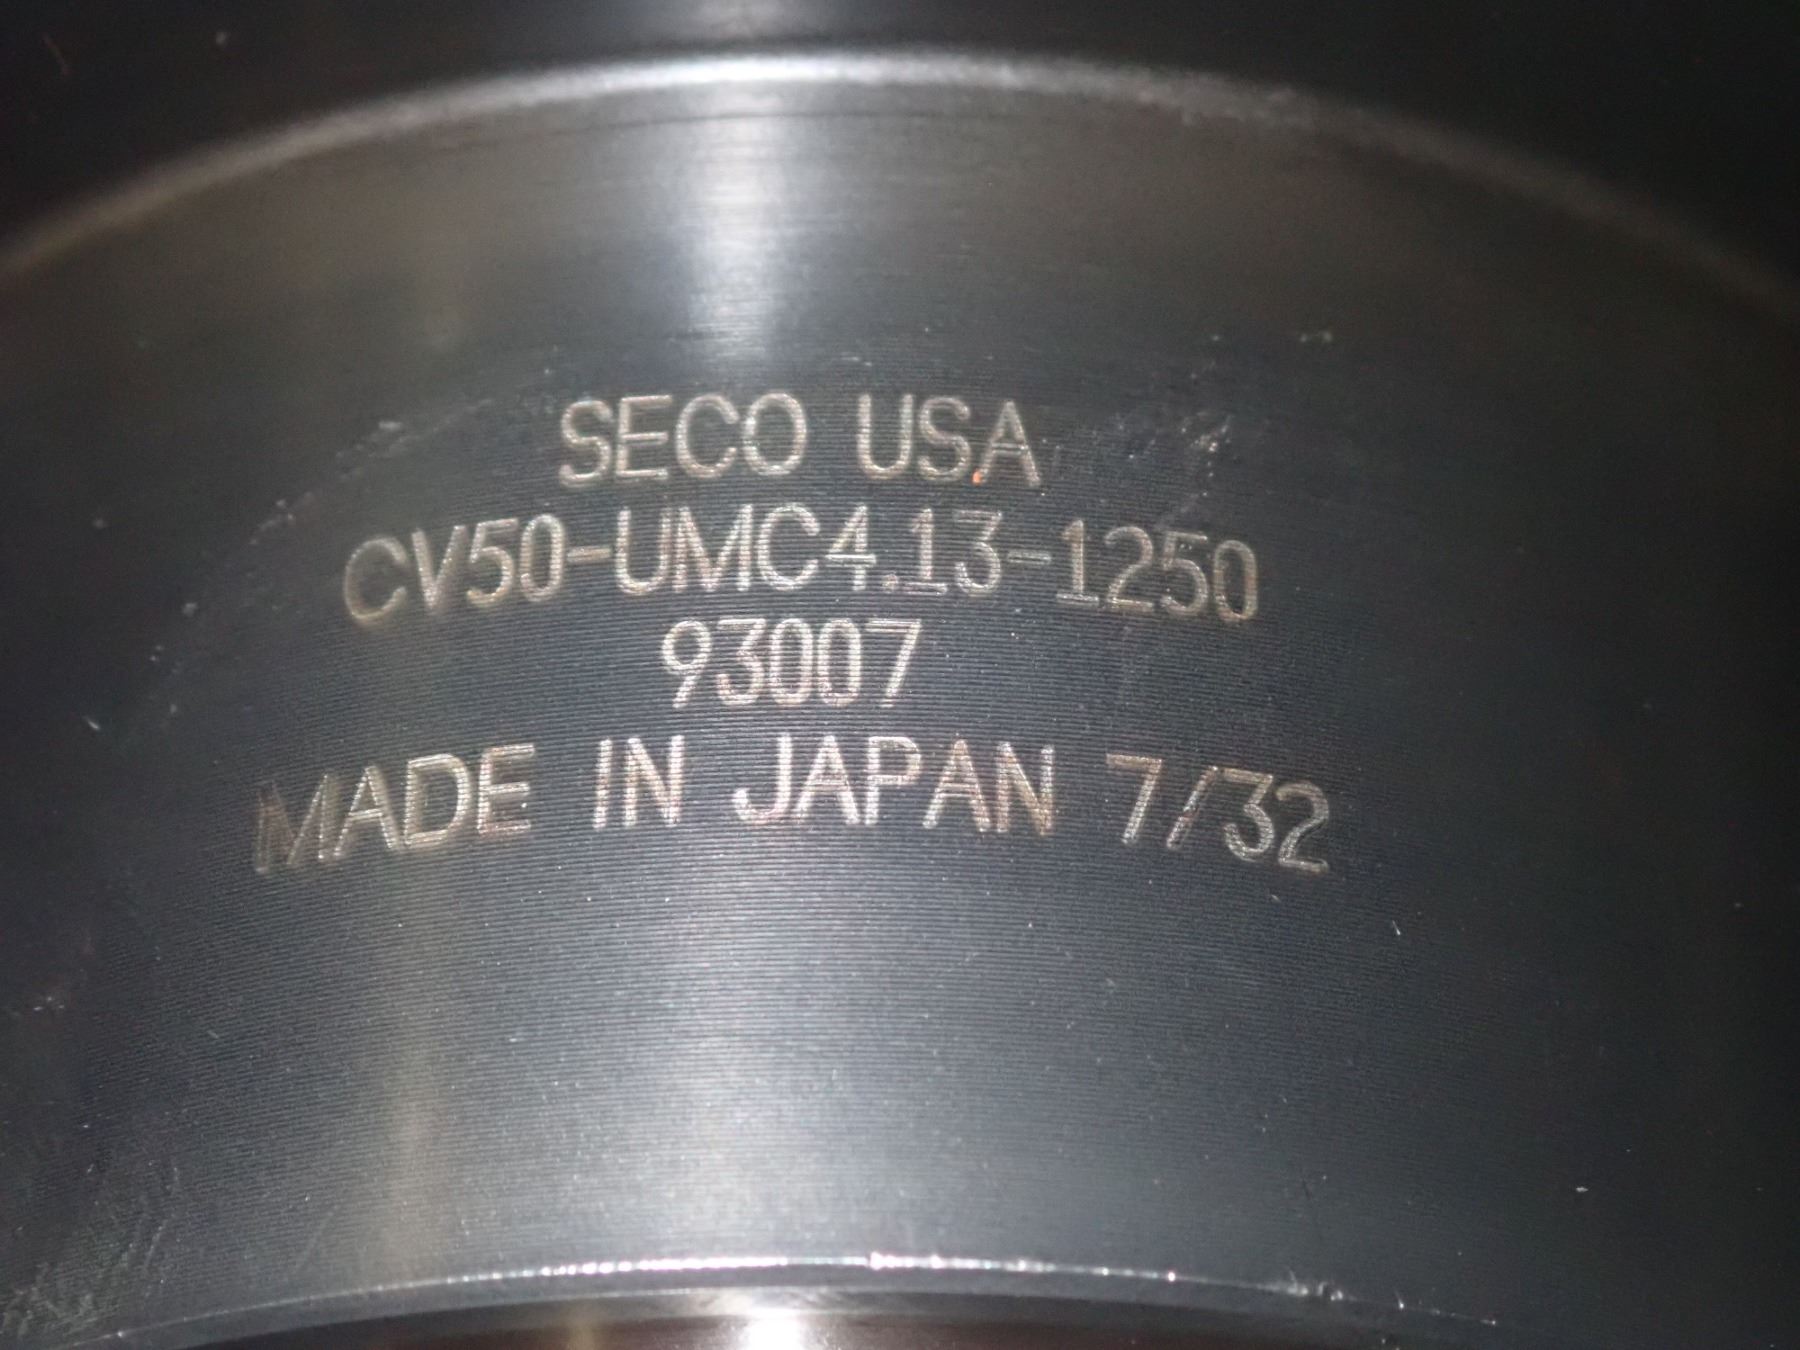 SECO USA
CV50-UMC4.13-1250
93007
MADE IN JAPAN 7/32